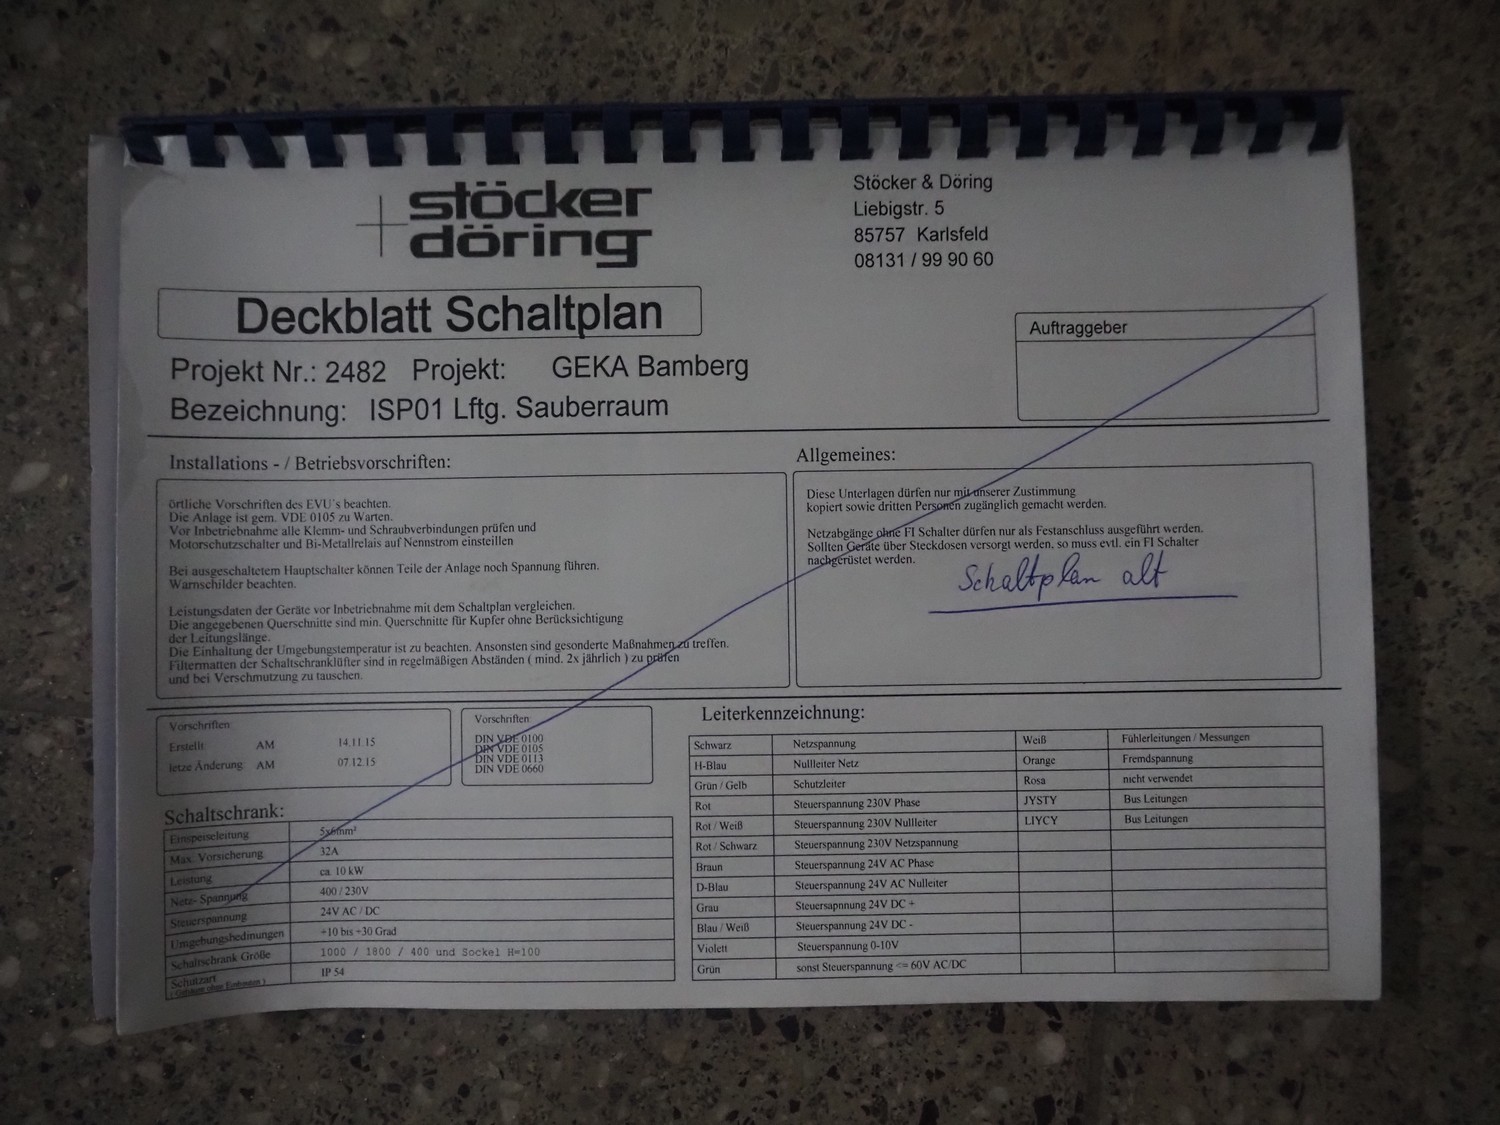 stöcker
döring
Stöcker & Döring
Liebigstr. 5
85757 Karlsfeld
08131 / 99 90 60
Deckblatt Schaltplan
Projekt Nr.: 2482 Projekt: GEKA Bamberg
Bezeichnung: ISP01 Lftg. Sauberraum
Auftraggeber
Installations - / Betriebsvorschriften:
örtliche Vorschriften des EVU's beachten.
Die Anlage ist gem. VDE 0105 zu Warten.
Vor Inbetriebnahme alle Klemm- und Schraubverbindungen prüfen und
Motorschutzschalter und Bi-Metallrelais auf Nennstrom einsteillen
Bei ausgeschaltetem Hauptschalter können Teile der Anlage noch Spannung führen.
Warnschilder beachten.
Leistungsdaten der Geräte vor Inbetriebnahme mit dem Schaltplan vergleichen.
Die angegebenen Querschnitte sind min. Querschnitte für Kupfer ohne Berücksichtigung
der Leitungslänge.
Die Einhaltung der Umgebungstemperatur ist zu beachten. Ansonsten sind gesonderte Maßnahmen zu treffen.
Filtermatten der Schaltschranklüfter sind in regelmäßigen Abständen ( mind. 2x jährlich ) zu prüfen
und bei Verschmutzung zu tauschen.
Allgemeines:
Diese Unterlagen dürfen nur mit unserer Zustimmung
kopiert sowie dritten Personen zugänglich gemacht werden.
Netzabgänge ohne FI Schalter dürfen nur als Festanschluss ausgeführt werden.
Sollten Geräte über Steckdosen versorgt werden, so muss evtl. ein FI Schalter
nachgerüstet werden.
Schaltplan alt
Vorschriften:
Erstellt: AM 14.11.15
letze Änderung: AM 07.12.15
Vorschriften
DIN VDE 0100
DIN VDE 0105
DIN VDE 0113
DIN VDE 0660
Schaltschrank:
Einspeiseleitung 5x6mm²
Max. Vorsicherung 32A
Leistung ca. 10 kW
Netz- Spannung 400 / 230V
Steuerspannung 24V AC / DC
Umgebungsbedinungen +10 bis +30 Grad
Schaltschrank Größe 1000 / 1800 / 400 und Sockel H=100
Schutzart IP 54
( Gehäuse ohne Einbauten )
Leiterkennzeichnung:
Schwarz Netzspannung Weiß Fühlerleitungen / Messungen
H-Blau Nullleiter Netz Orange Fremdspannung
Grün / Gelb Schutzleiter Rosa nicht verwendet
Rot Steuerspannung 230V Phase JYSTY Bus Leitungen
Rot / Weiß Steuerspannung 230V Nullleiter LIYCY Bus Leitungen
Rot / Schwarz Steuerspannung 230V Netzspannung
Braun Steuerspannung 24V AC Phase
D-Blau Steuerspannung 24V AC Nulleiter
Grau Steuersapnnung 24V DC +
Blau / Weiß Steuerspannung 24V DC -
Violett Steuerspannung 0-10V
Grün sonst Steuerspannung <= 60V AC/DC